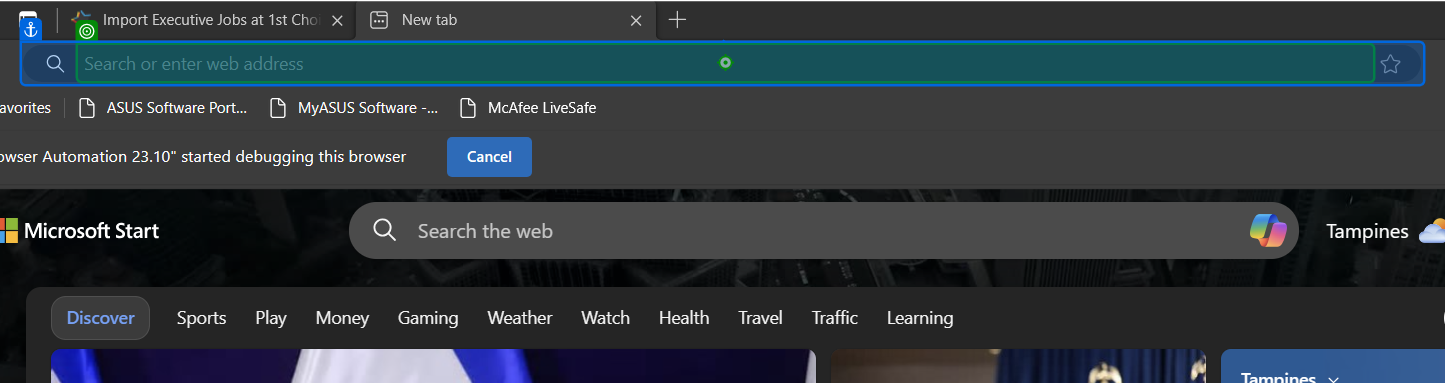 Import Executive Jobs at 1st Cho
New tab
Search or enter web address
avorites
ASUS Software Port...
MyASUS Software -...
McAfee LiveSafe
owser Automation 23.10" started debugging this browser
Cancel
Microsoft Start
Search the web
Tampines
Discover
Sports
Play
Money
Gaming
Weather
Watch
Health
Travel
Traffic
Learning
Tampines